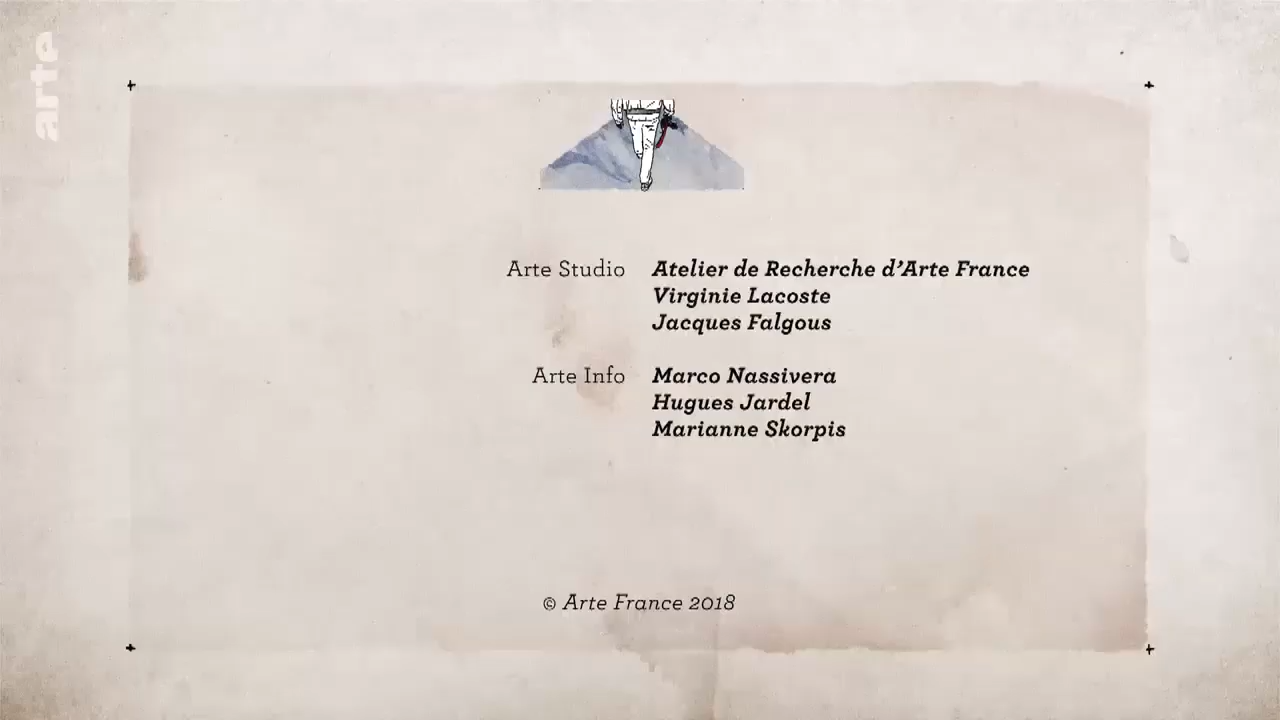 arte
Arte Studio Atelier de Recherche d’Arte France
Virginie Lacoste
Jacques Falgous
Arte Info Marco Nassivera
Hugues Jardel
Marianne Skorpis
© Arte France 2018